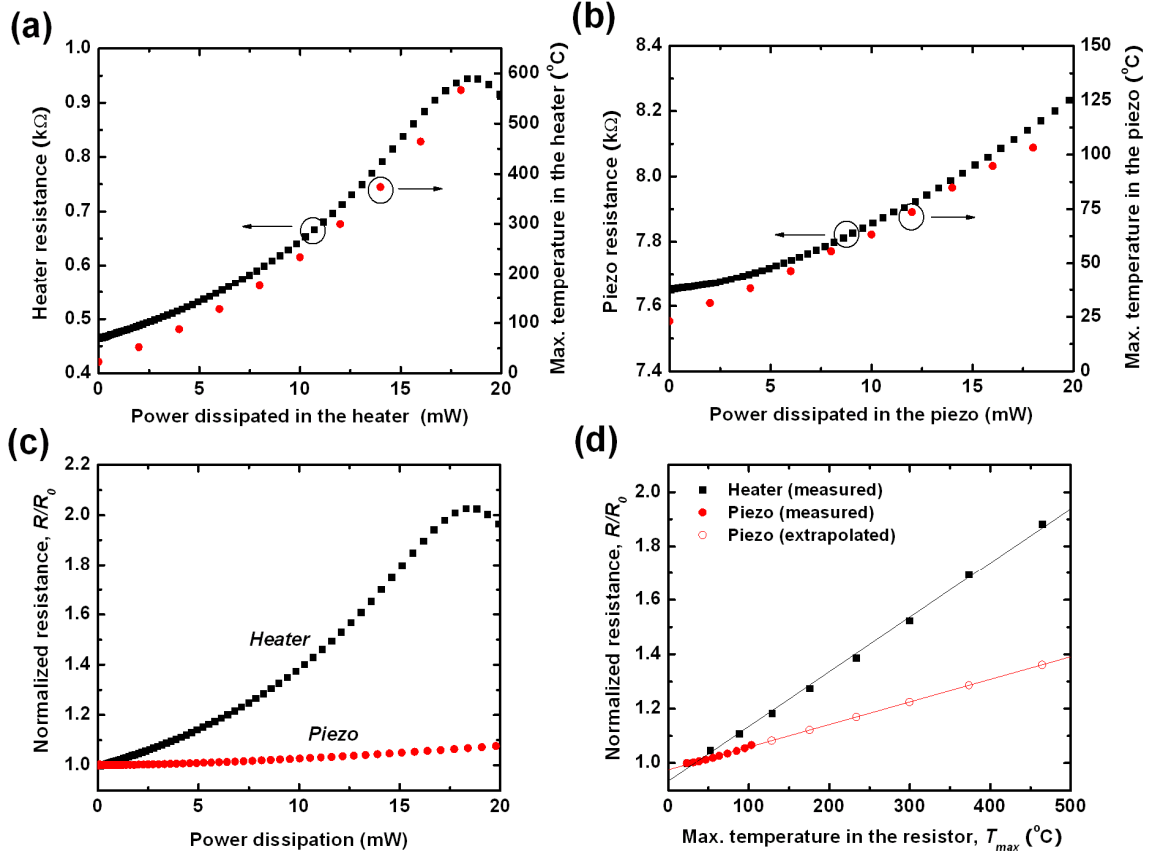 (a)
1.0
0.9
0.8
0.7
0.6
0.5
0.4
Heater resistance (kΩ)
600
500
400
300
200
100
0
Max. temperature in the heater (°C)
0 5 10 15 20
Power dissipated in the heater (mW)
(b)
8.4
8.2
8.0
7.8
7.6
7.4
Piezo resistance (kΩ)
150
125
100
75
50
25
0
Max. temperature in the piezo (°C)
0 5 10 15 20
Power dissipated in the piezo (mW)
(c)
2.2
2.0
1.8
1.6
1.4
1.2
1.0
0.8
Normalized resistance, R/R0
Heater
Piezo
0 5 10 15 20
Power dissipation (mW)
(d)
2.0
1.8
1.6
1.4
1.2
1.0
Normalized resistance, R/R0
Heater (measured)
Piezo (measured)
Piezo (extrapolated)
0 100 200 300 400 500
Max. temperature in the resistor, Tmax (°C)